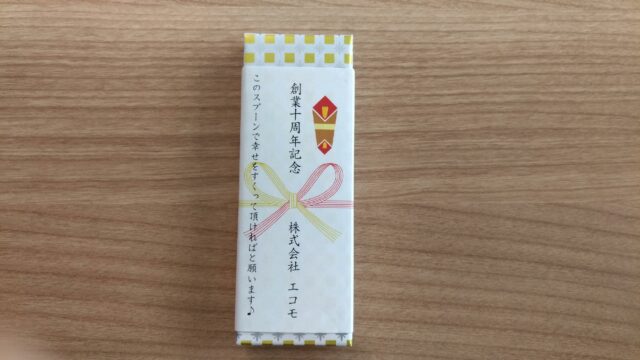 創業十周年記念
株式会社 エコモ
このスプーンで幸せをすくって頂ければと願います♪